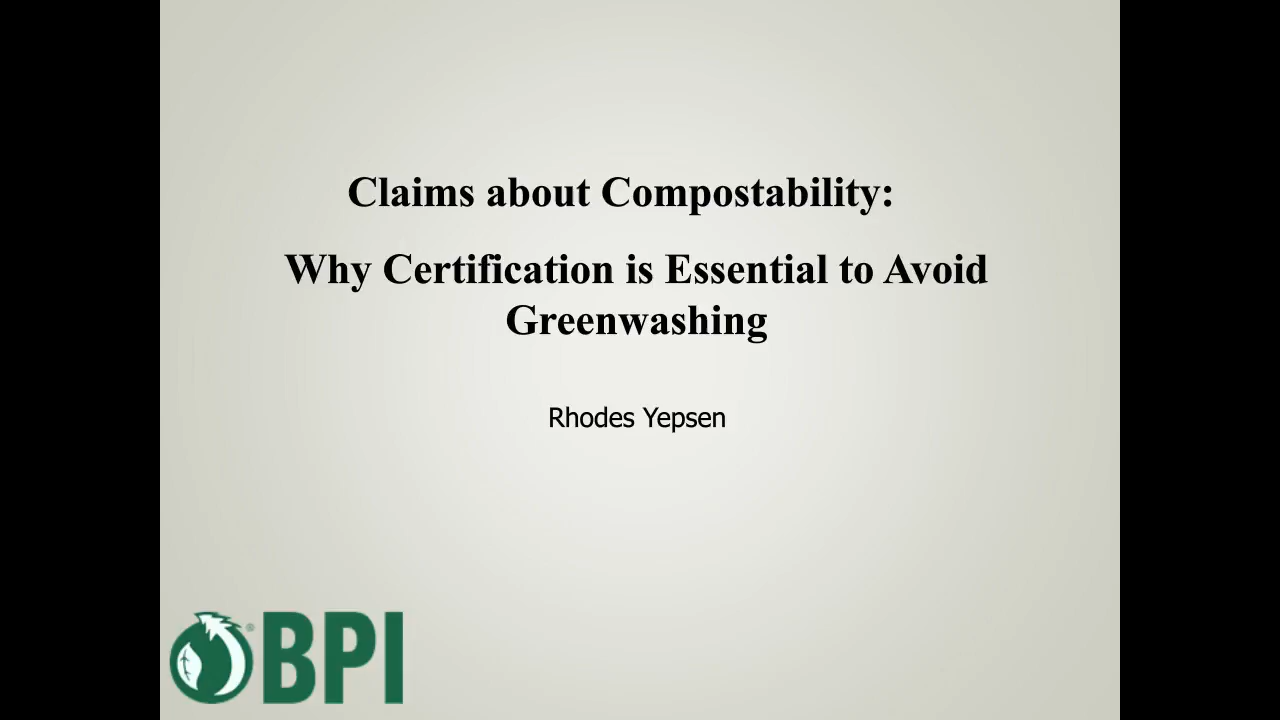 Claims about Compostability:
Why Certification is Essential to Avoid
Greenwashing
Rhodes Yepsen
®BPI